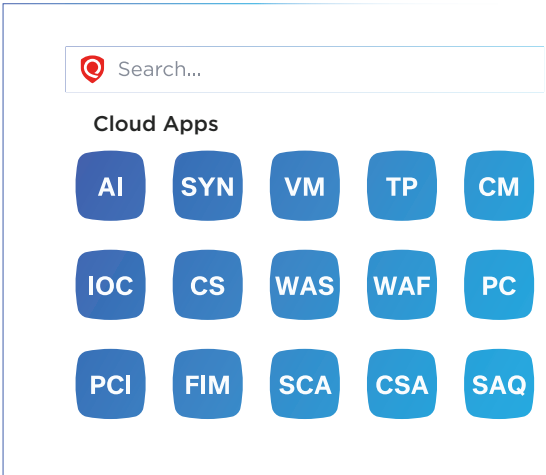 Search...
Cloud Apps
AI SYN VM TP CM
IOC CS WAS WAF PC
PCI FIM SCA CSA SAQ